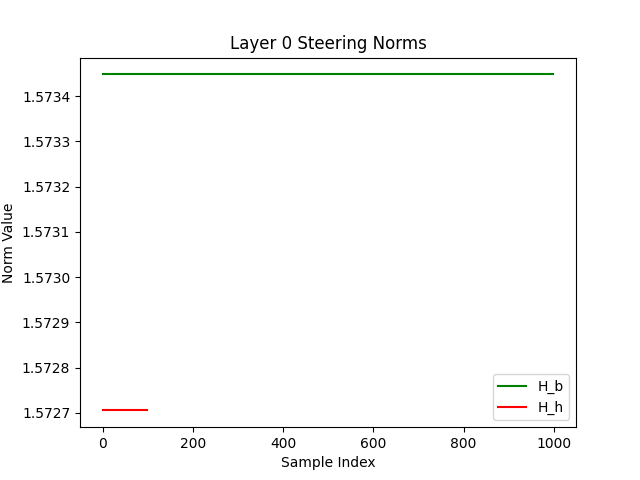 Layer 0 Steering Norms
Norm Value
1.5734
1.5733
1.5732
1.5731
1.5730
1.5729
1.5728
1.5727
H_b
H_h
0 200 400 600 800 1000
Sample Index